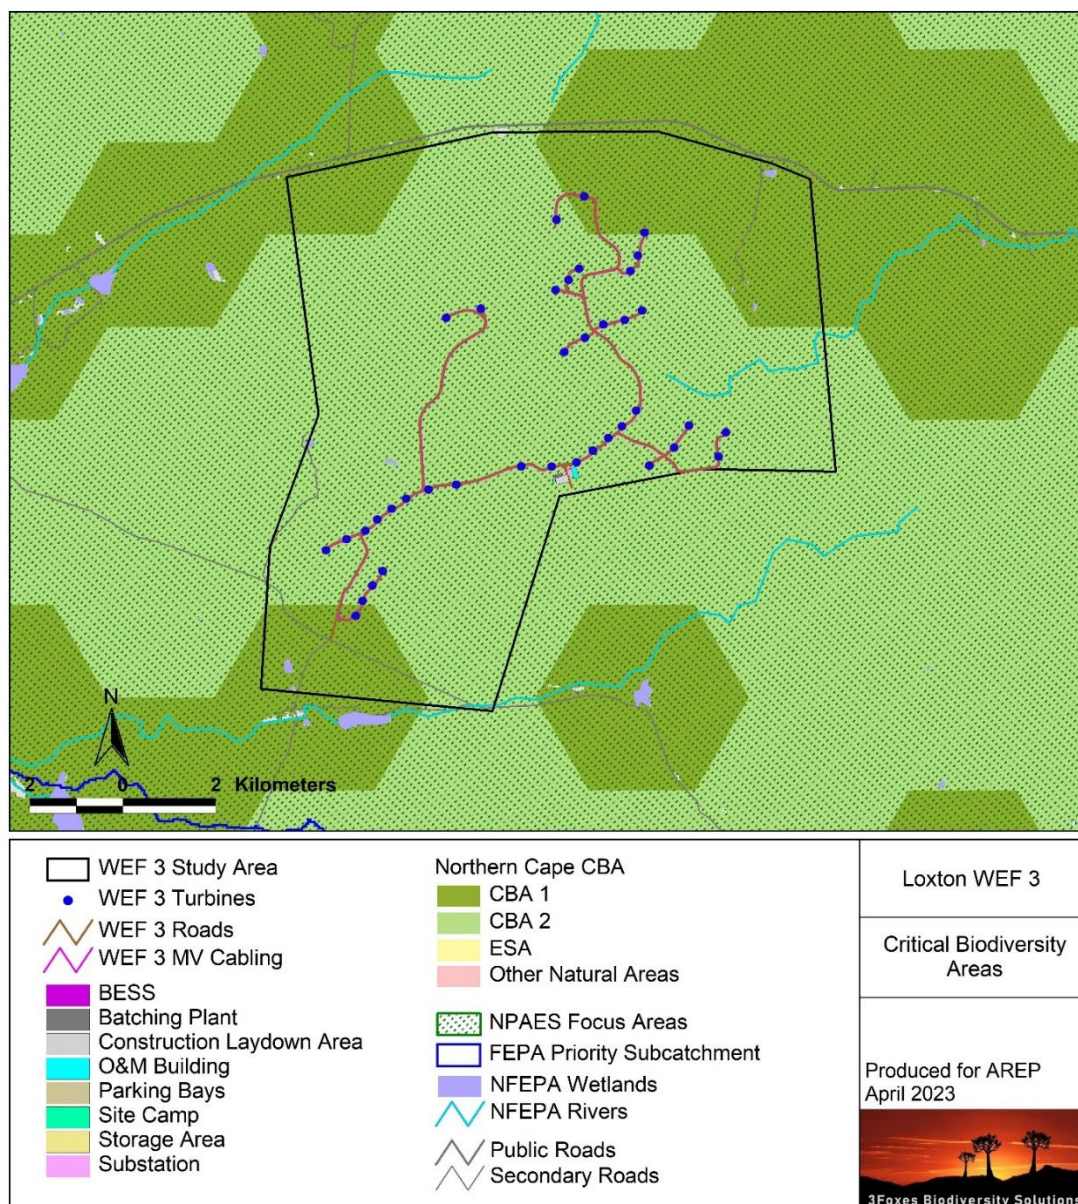 N
2 0 2 Kilometers
WEF 3 Study Area
WEF 3 Turbines
WEF 3 Roads
WEF 3 MV Cabling
BESS
Batching Plant
Construction Laydown Area
O&M Building
Parking Bays
Site Camp
Storage Area
Substation
Northern Cape CBA
CBA 1
CBA 2
ESA
Other Natural Areas
NPAES Focus Areas
FEPA Priority Subcatchment
NFEPA Wetlands
NFEPA Rivers
Public Roads
Secondary Roads
Loxton WEF 3
Critical Biodiversity
Areas
Produced for AREP
April 2023
3Foxes Biodiversity Solutions